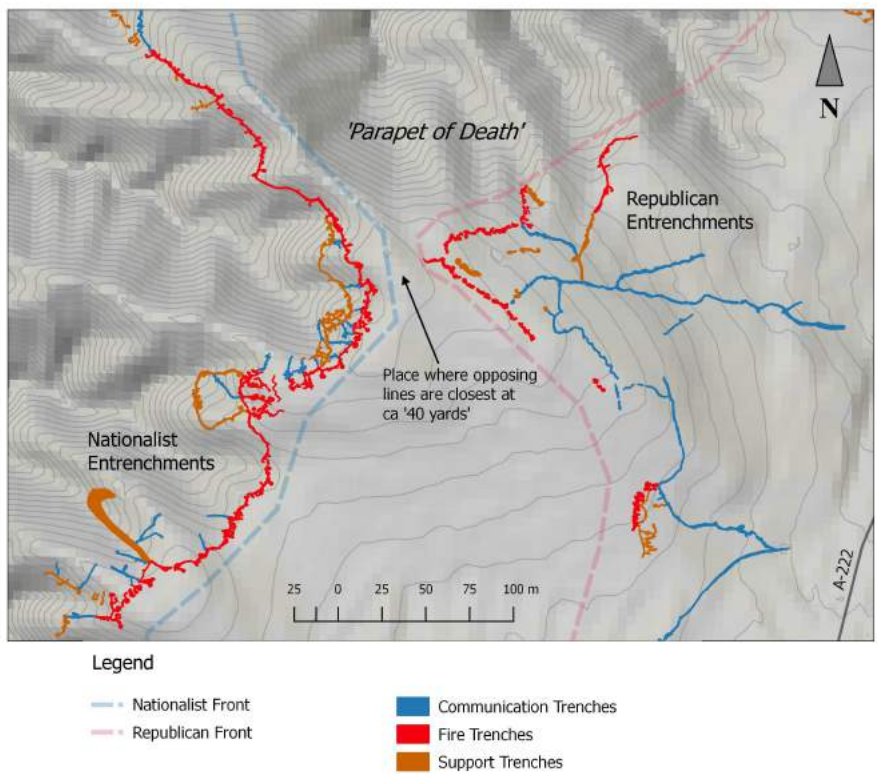 N
'Parapet of Death'
Republican
Entrenchments
Place where opposing
lines are closest at
ca '40 yards'
Nationalist
Entrenchments
25 0 25 50 75 100 m
A-222
Legend
Nationalist Front
Republican Front
Communication Trenches
Fire Trenches
Support Trenches